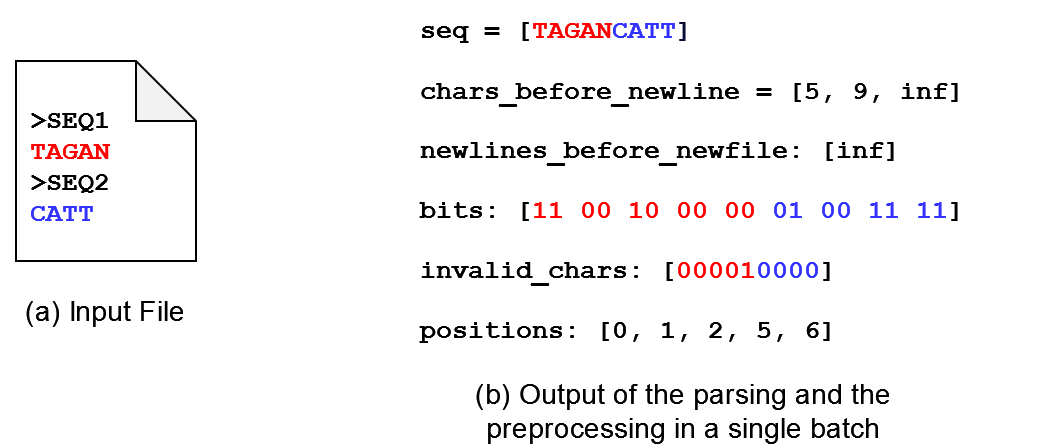 >SEQ1
TAGAN
>SEQ2
CATT
(a) Input File
seq = [TAGANCATT]
chars_before_newline = [5, 9, inf]
newlines_before_newfile: [inf]
bits: [11 00 10 00 00 01 00 11 11]
invalid_chars: [000010000]
positions: [0, 1, 2, 5, 6]
(b) Output of the parsing and the
preprocessing in a single batch